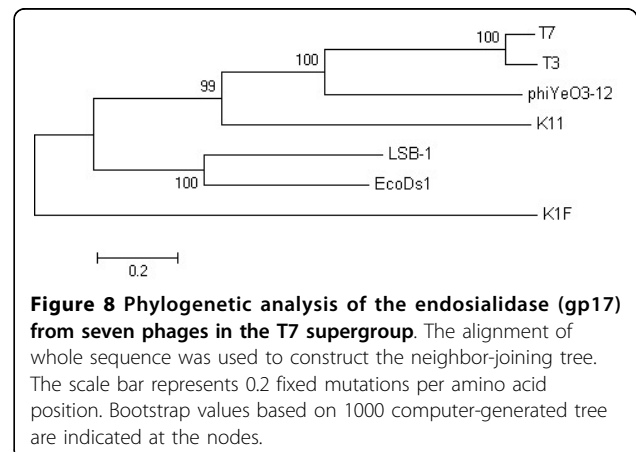 100
T7
T3
100
phiYeO3-12
99
K11
LSB-1
100
EcoDs1
K1F
0.2
Figure 8 Phylogenetic analysis of the endosialidase (gp17)
from seven phages in the T7 supergroup. The alignment of
whole sequence was used to construct the neighbor-joining tree.
The scale bar represents 0.2 fixed mutations per amino acid
position. Bootstrap values based on 1000 computer-generated tree
are indicated at the nodes.